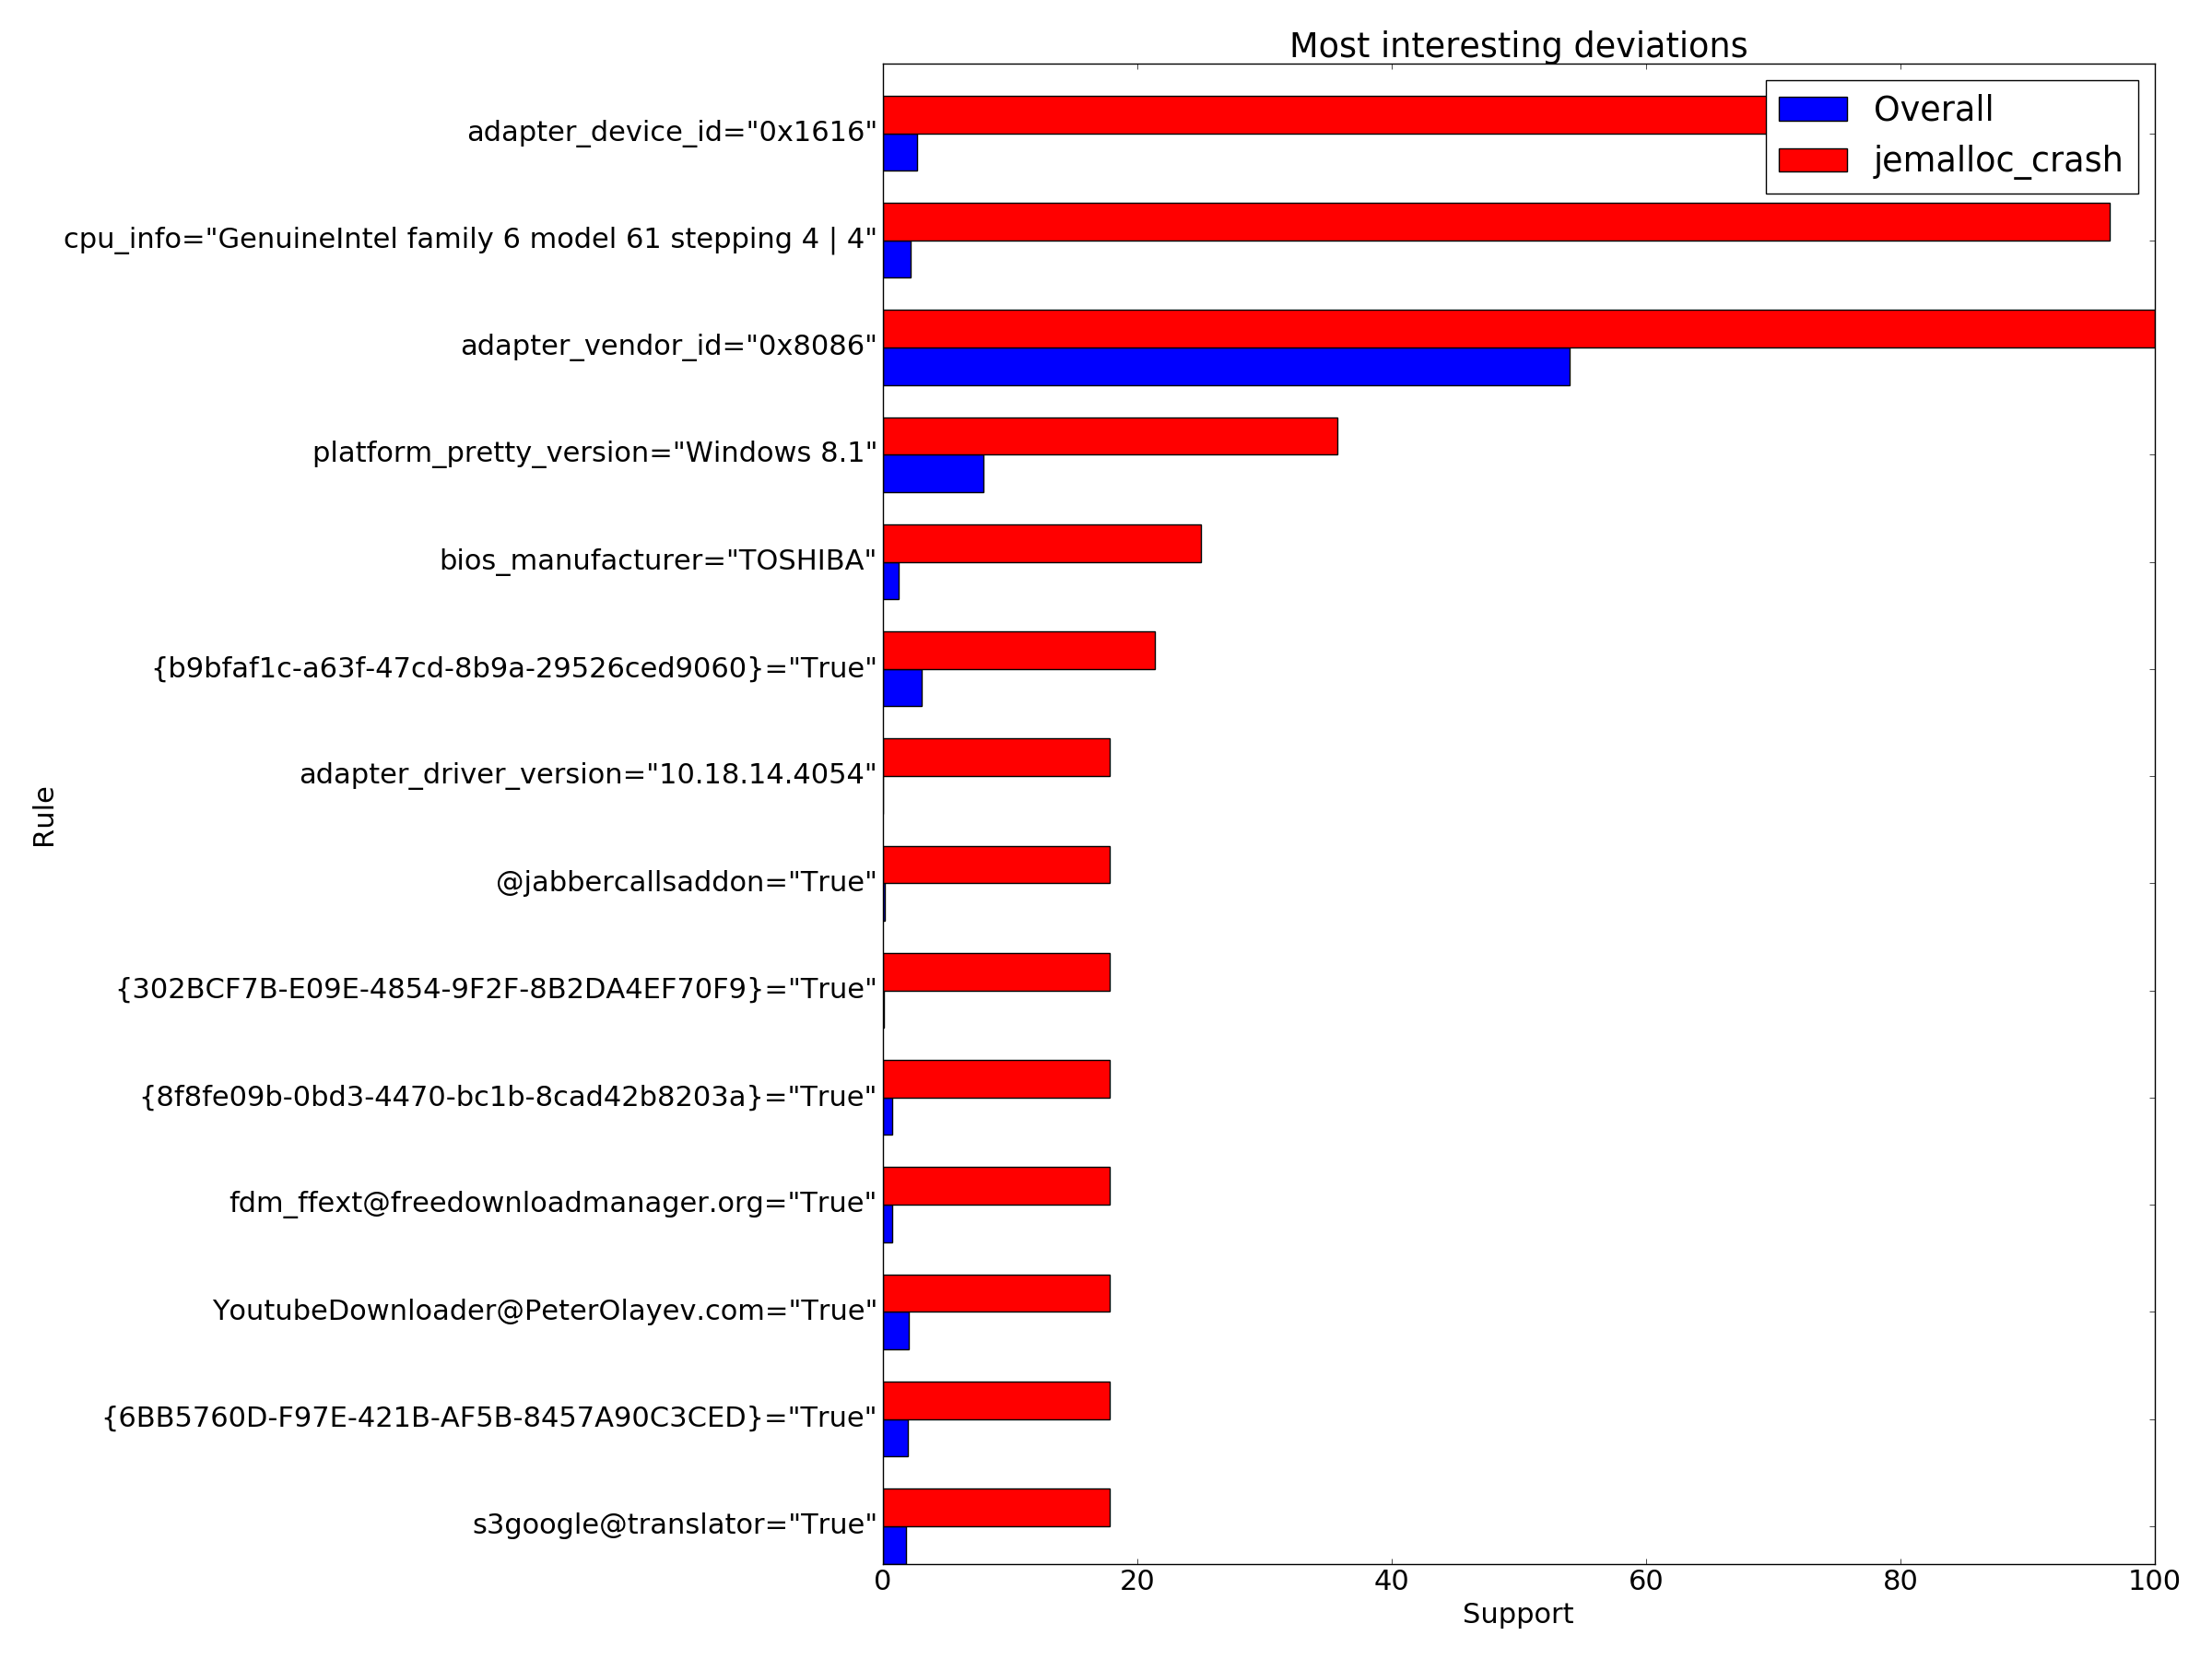 Most interesting deviations
Overall
jemalloc_crash
adapter_device_id="0x1616"
cpu_info="GenuineIntel family 6 model 61 stepping 4 | 4"
adapter_vendor_id="0x8086"
platform_pretty_version="Windows 8.1"
bios_manufacturer="TOSHIBA"
{b9bfaf1c-a63f-47cd-8b9a-29526ced9060}="True"
adapter_driver_version="10.18.14.4054"
@jabbercallsaddon="True"
{302BCF7B-E09E-4854-9F2F-8B2DA4EF70F9}="True"
{8f8fe09b-0bd3-4470-bc1b-8cad42b8203a}="True"
fdm_ffext@freedownloadmanager.org="True"
YoutubeDownloader@PeterOlayev.com="True"
{6BB5760D-F97E-421B-AF5B-8457A90C3CED}="True"
s3google@translator="True"
Rule
0 20 40 60 80 100
Support